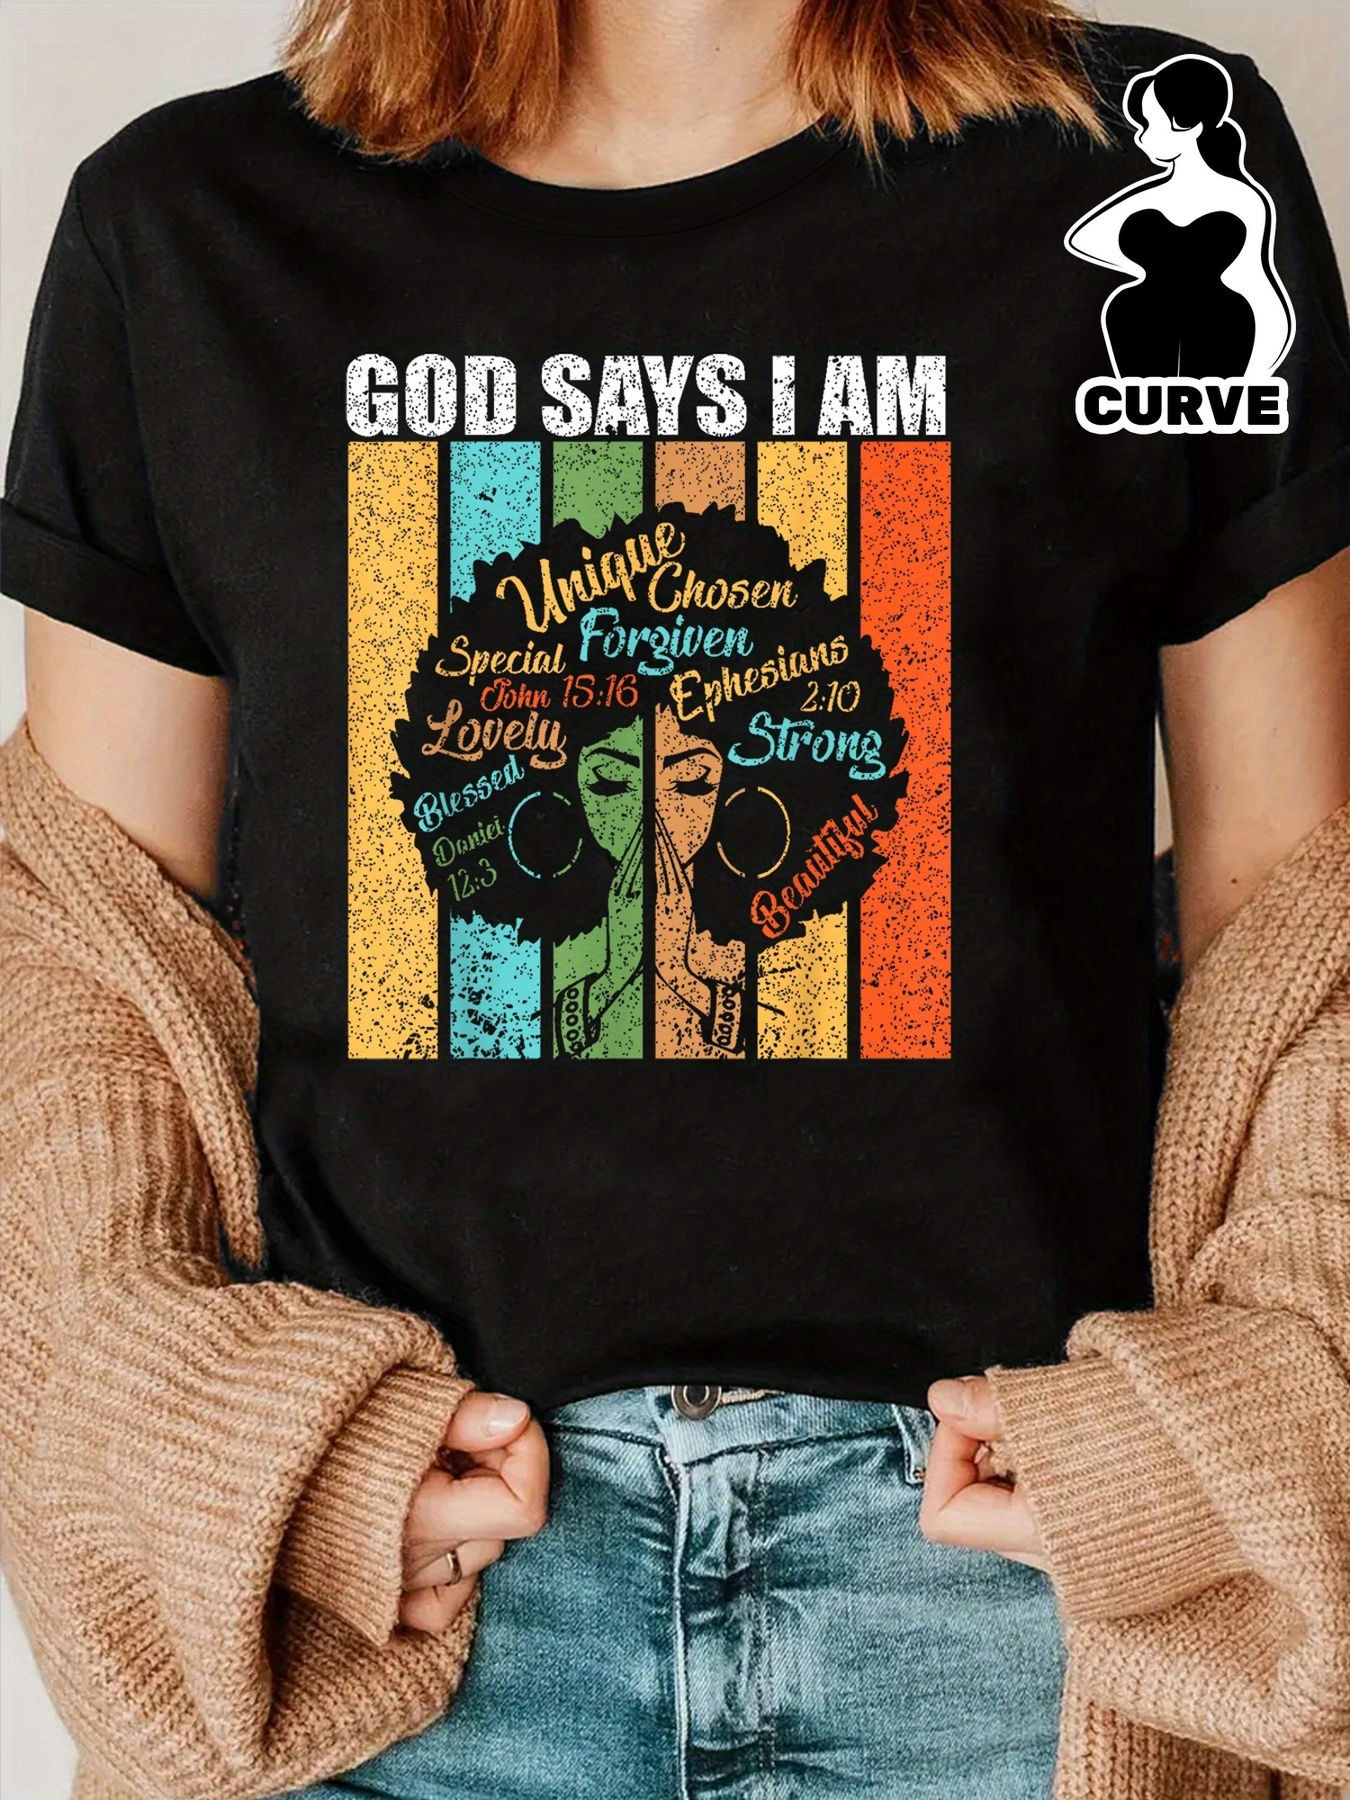 GOD SAYS I AM
Unique
Chosen
Forgiven
Special
John 15:16
Ephesians
2:10
Lovely
Strong
Blessed
Daniel
12:3
Beautiful
CURVE